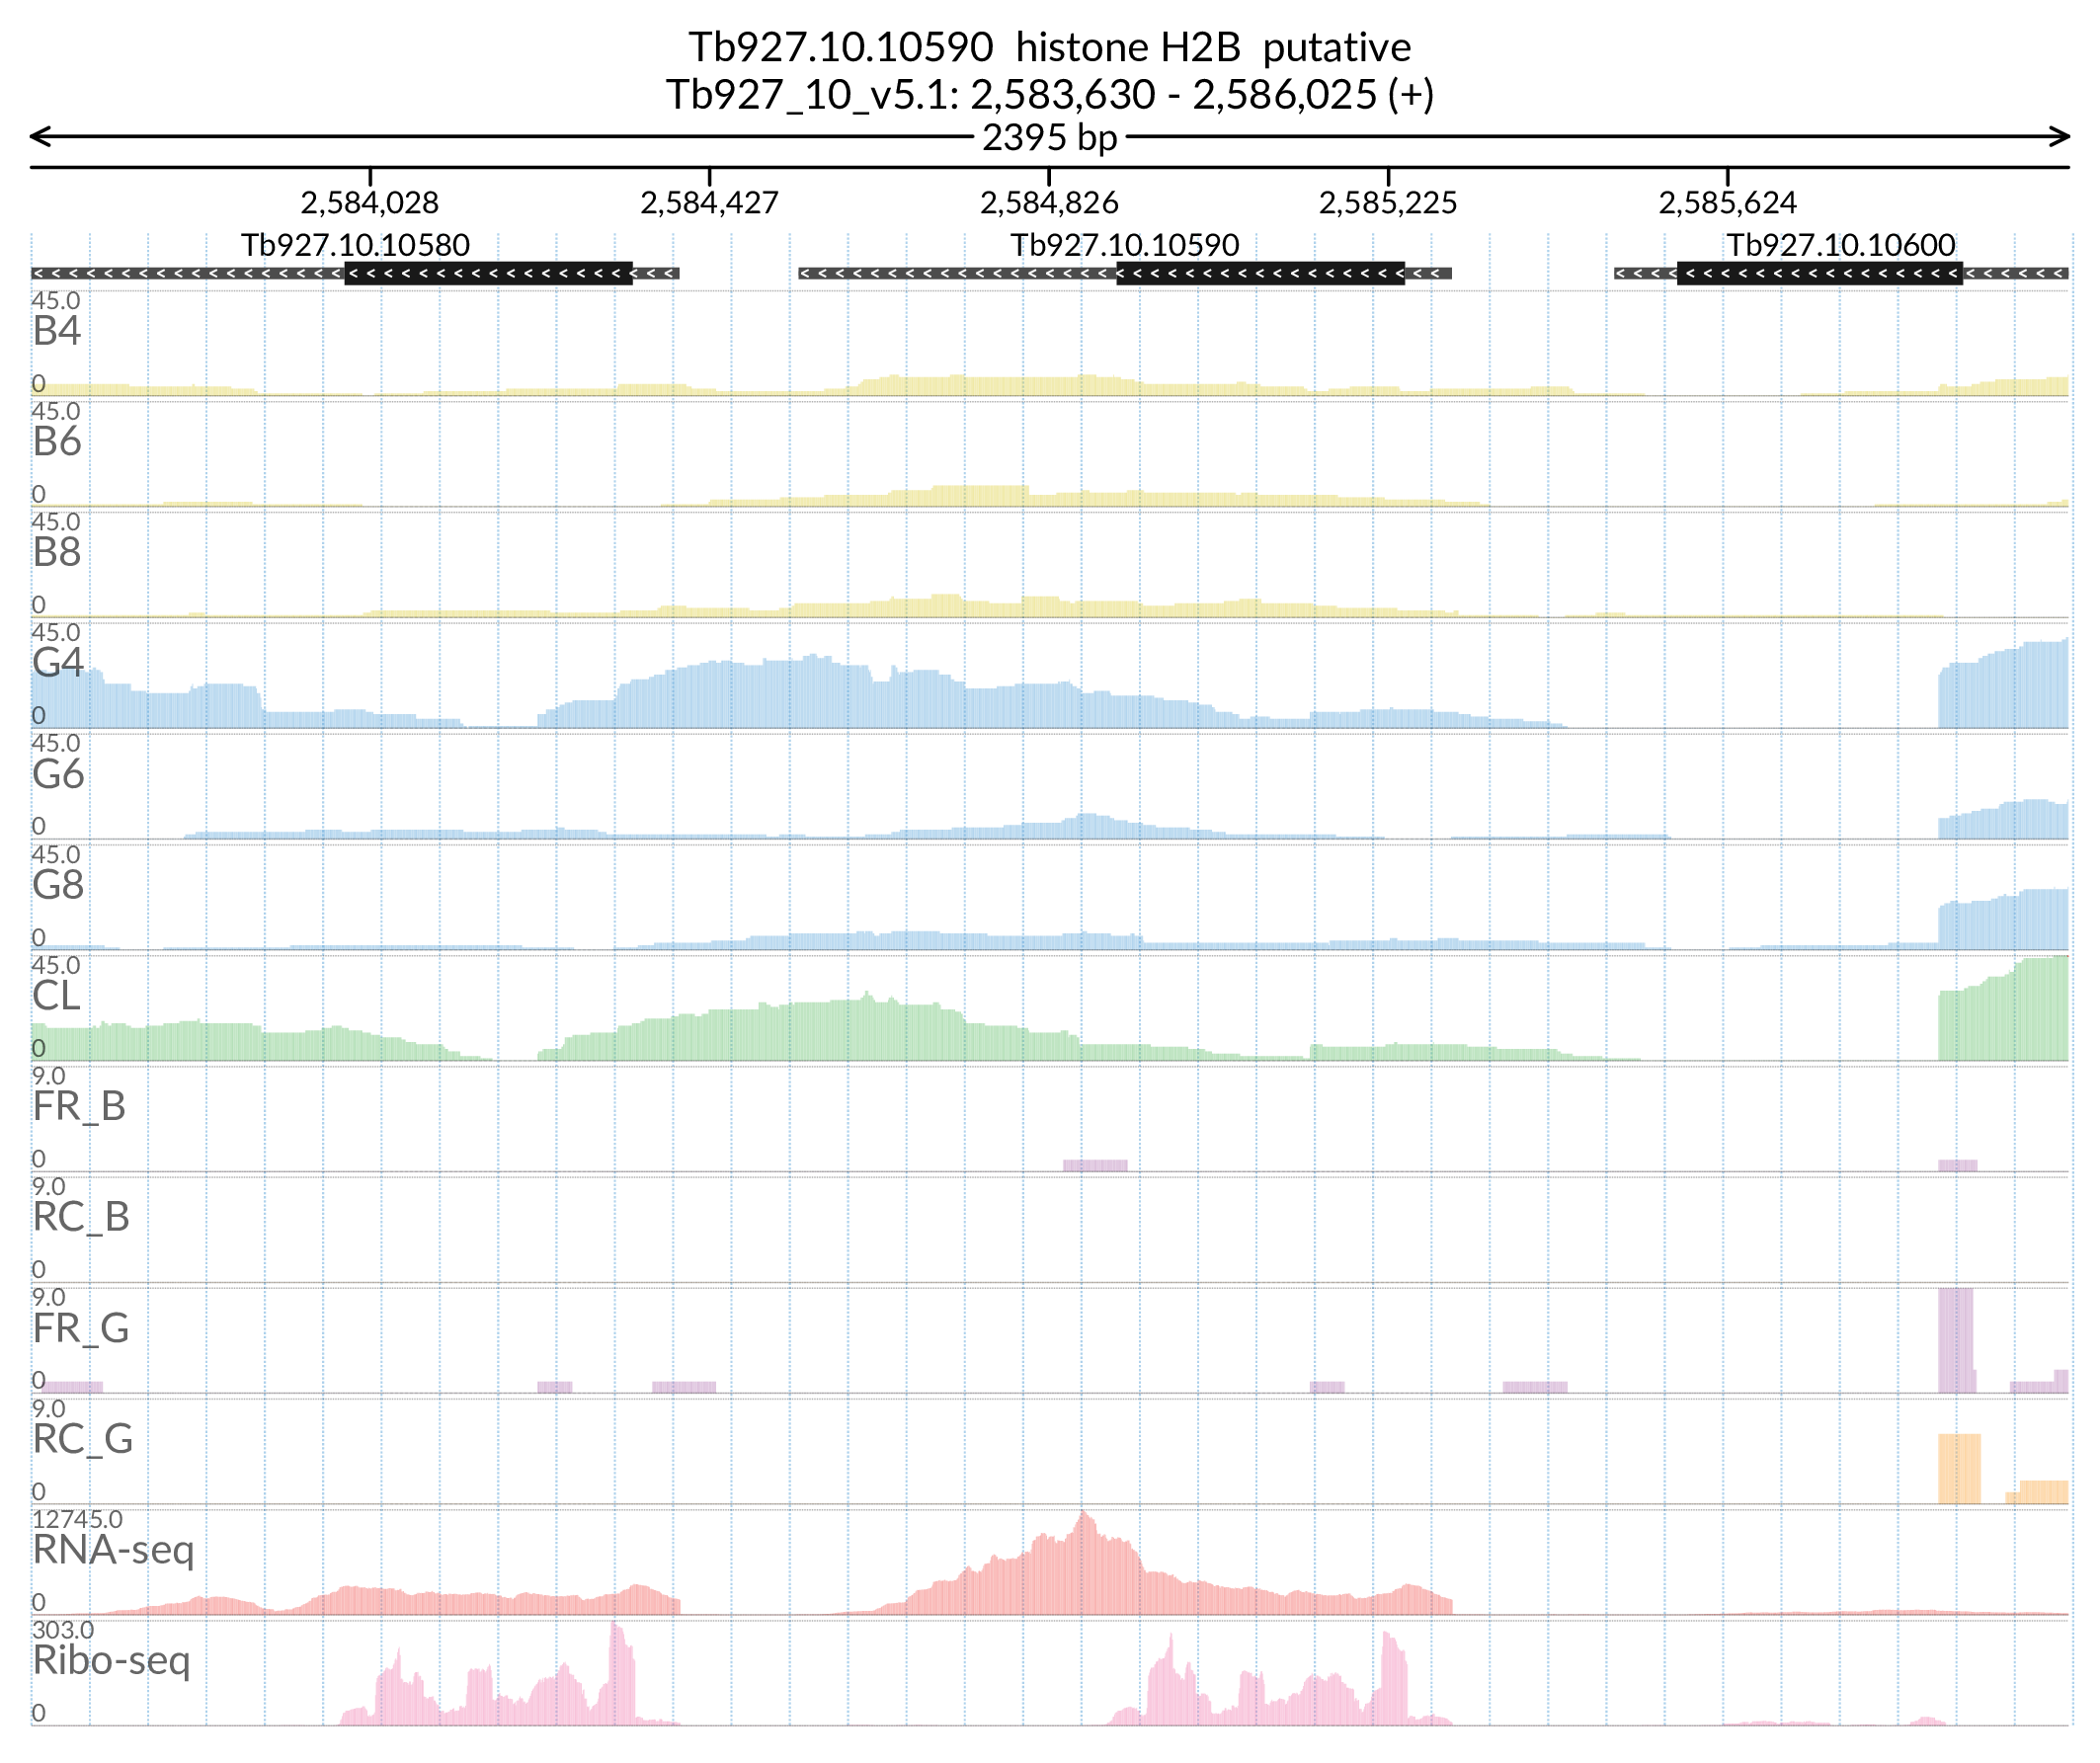 Tb927.10.10590  histone H2B  putative
Tb927_10_v5.1: 2,583,630 - 2,586,025 (+)
2395 bp
2,584,028 2,584,427 2,584,826 2,585,225 2,585,624
Tb927.10.10580 Tb927.10.10590 Tb927.10.10600
45.0
B4
0
45.0
B6
0
45.0
B8
0
45.0
G4
0
45.0
G6
0
45.0
G8
0
45.0
CL
0
9.0
FR_B
0
9.0
RC_B
0
9.0
FR_G
0
9.0
RC_G
0
12745.0
RNA-seq
0
303.0
Ribo-seq
0